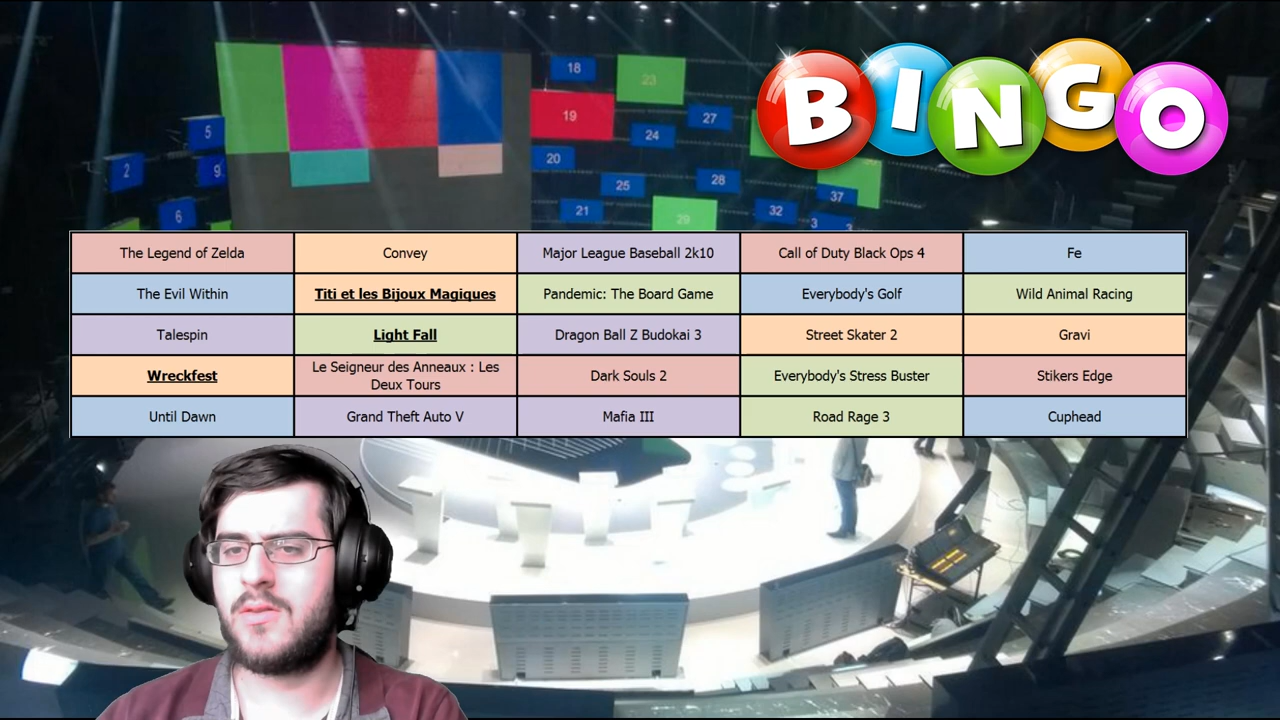 BINGO
18
23
19
27
5
24
2
20
9
28
25
37
6
21
29
32
3
3
The Legend of Zelda
Convey
Major League Baseball 2k10
Call of Duty Black Ops 4
Fe
The Evil Within
Titi et les Bijoux Magiques
Pandemic: The Board Game
Everybody's Golf
Wild Animal Racing
Talespin
Light Fall
Dragon Ball Z Budokai 3
Street Skater 2
Gravi
Wreckfest
Le Seigneur des Anneaux : Les
Deux Tours
Dark Souls 2
Everybody's Stress Buster
Stikers Edge
Until Dawn
Grand Theft Auto V
Mafia III
Road Rage 3
Cuphead